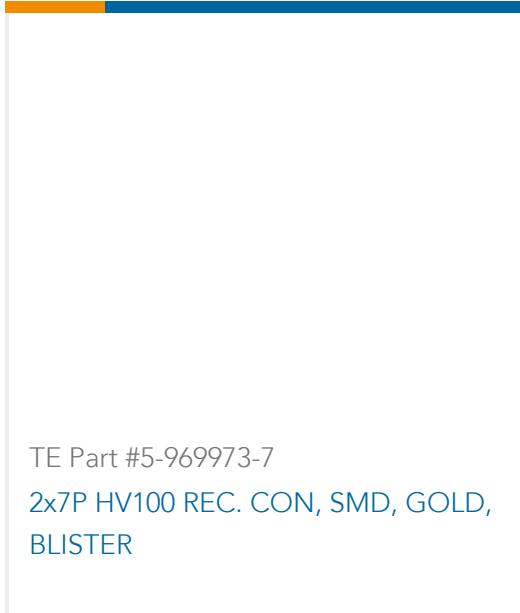 TE Part #5-969973-7
2x7P HV100 REC. CON, SMD, GOLD,
BLISTER